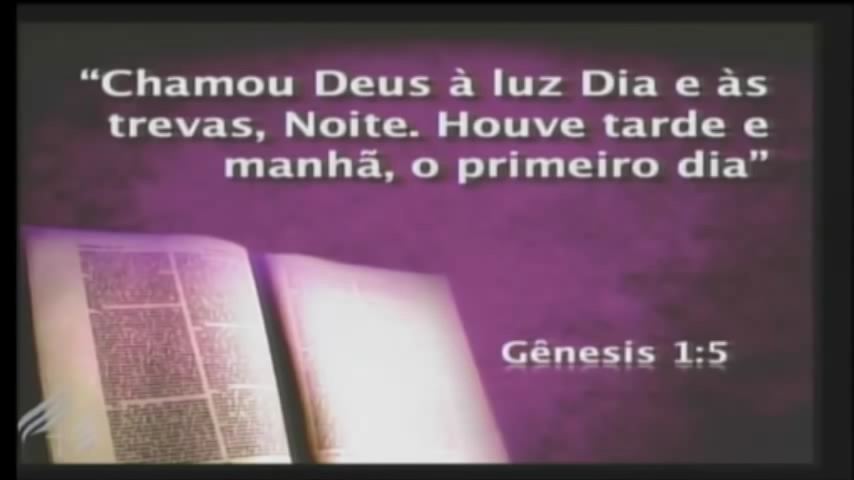 “Chamou Deus à luz Dia e às
trevas, Noite. Houve tarde e
manhã, o primeiro dia”
Gênesis 1:5